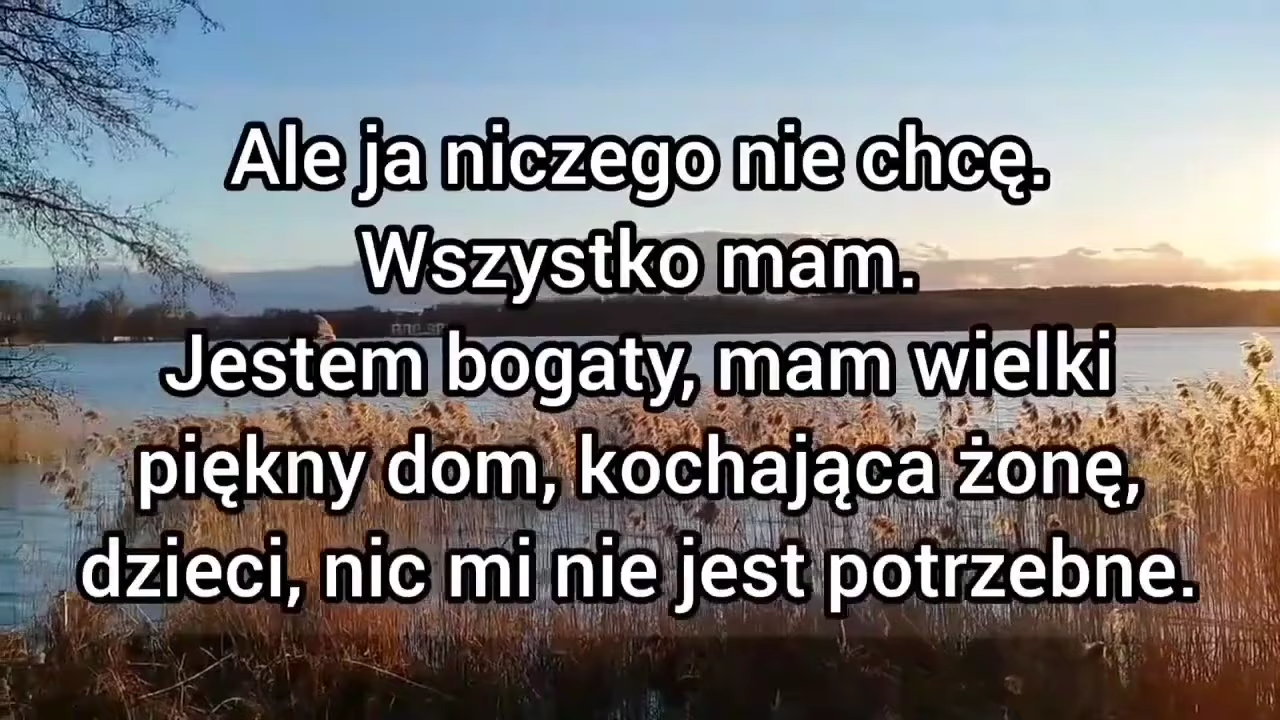 Ale ja niczego nie chcę.
Wszystko mam.
Jestem bogaty, mam wielki
piękny dom, kochająca żonę,
dzieci, nic mi nie jest potrzebne.